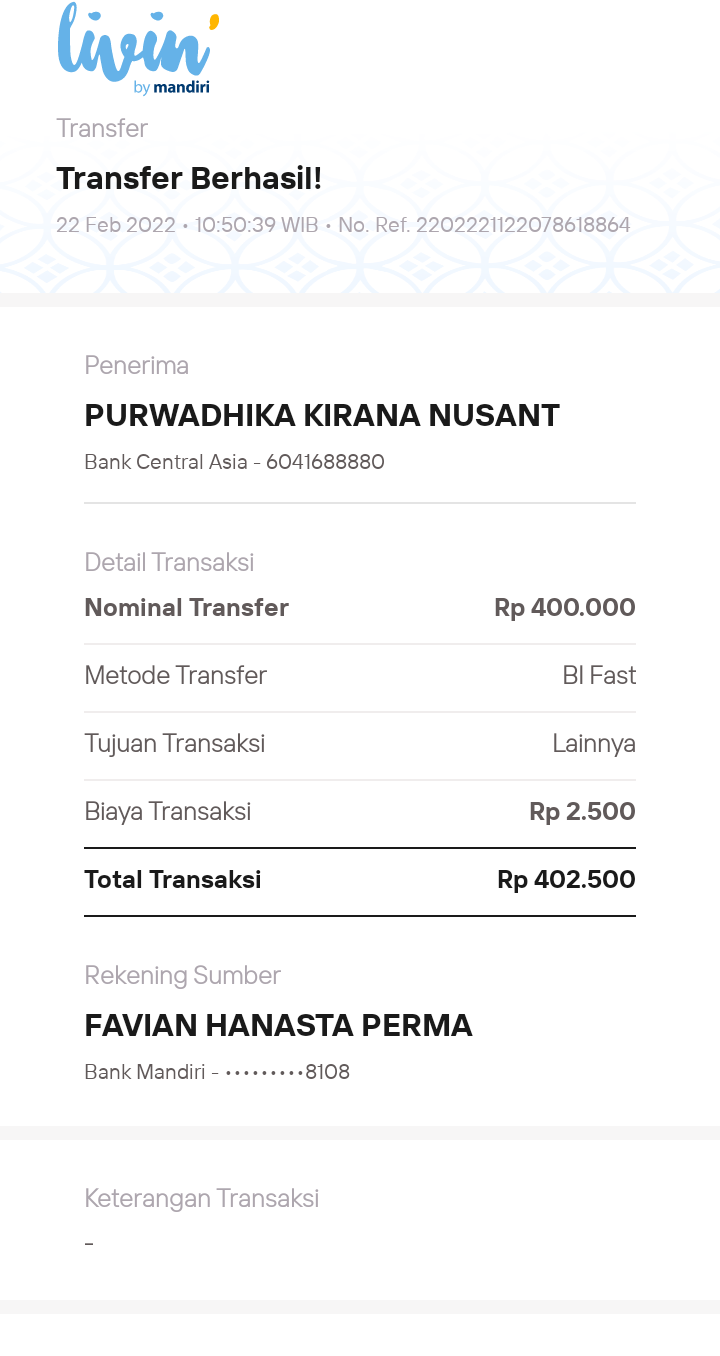 livin'
by mandiri
Transfer
Transfer Berhasil!
22 Feb 2022 • 10:50:39 WIB • No. Ref. 2202221122078618864
Penerima
PURWADHIKA KIRANA NUSANT
Bank Central Asia - 6041688880
Detail Transaksi
Nominal Transfer Rp 400.000
Metode Transfer BI Fast
Tujuan Transaksi Lainnya
Biaya Transaksi Rp 2.500
Total Transaksi Rp 402.500
Rekening Sumber
FAVIAN HANASTA PERMA
Bank Mandiri - •••••••••8108
Keterangan Transaksi
-